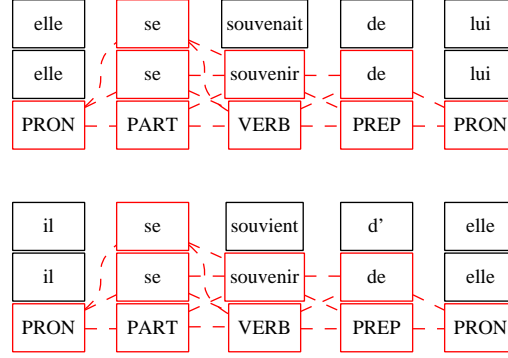 elle se souvenait de lui
elle se souvenir de lui
PRON PART VERB PREP PRON
il se souvient d' elle
il se souvenir de elle
PRON PART VERB PREP PRON